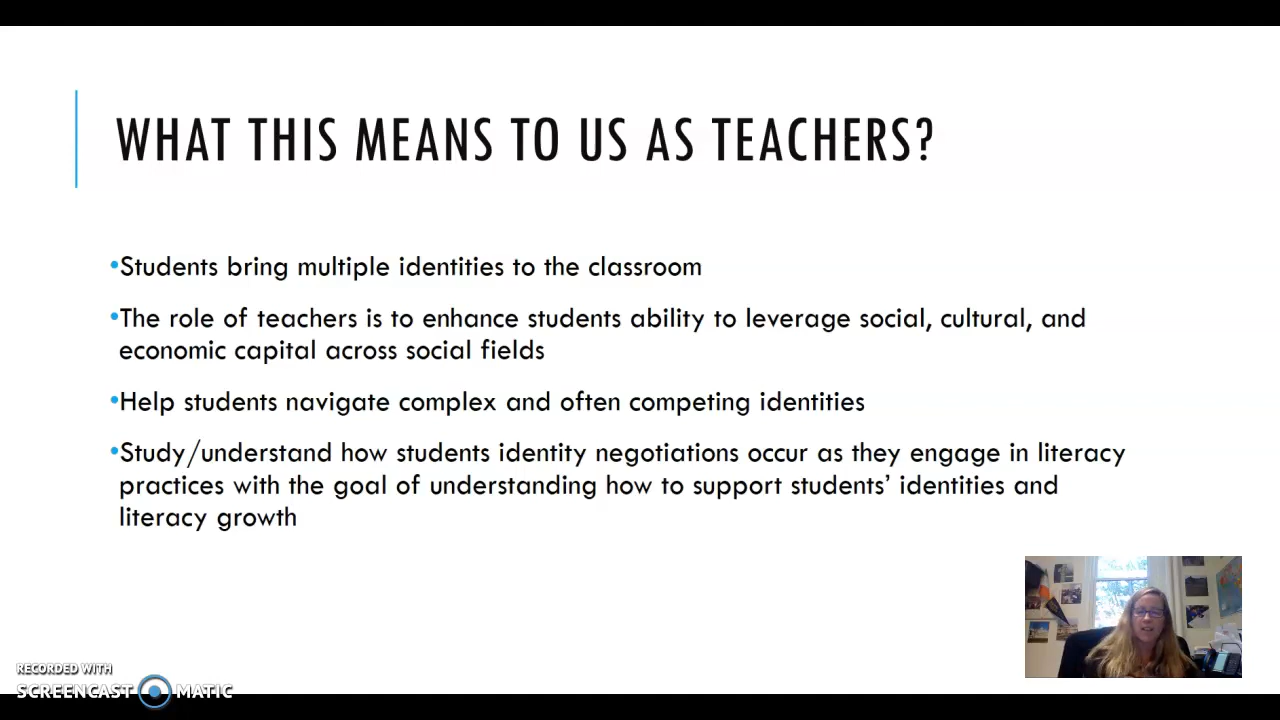 WHAT THIS MEANS TO US AS TEACHERS?
•Students bring multiple identities to the classroom
•The role of teachers is to enhance students ability to leverage social, cultural, and
economic capital across social fields
•Help students navigate complex and often competing identities
•Study/understand how students identity negotiations occur as they engage in literacy
practices with the goal of understanding how to support students’ identities and
literacy growth
RECORDED WITH
SCREENCAST MATIC